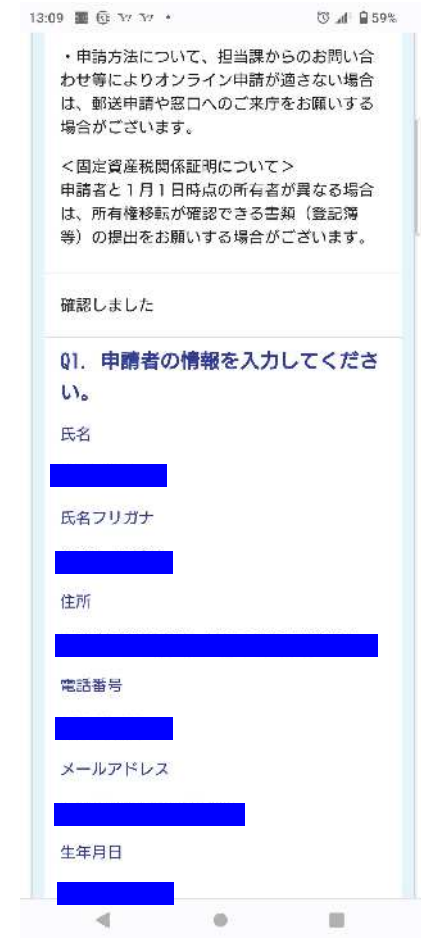 13:09 59%
・申請方法について、担当課からのお問い合
わせ等によりオンライン申請が適さない場合
は、郵送申請や窓口へのご来庁をお願いする
場合がございます。
＜固定資産税関係証明について＞
申請者と１月１日時点の所有者が異なる場合
は、所有権移転が確認できる書類（登記簿
等）の提出をお願いする場合がございます。
確認しました
Q1. 申請者の情報を入力してくださ
い。
氏名
氏名フリガナ
住所
電話番号
メールアドレス
生年月日